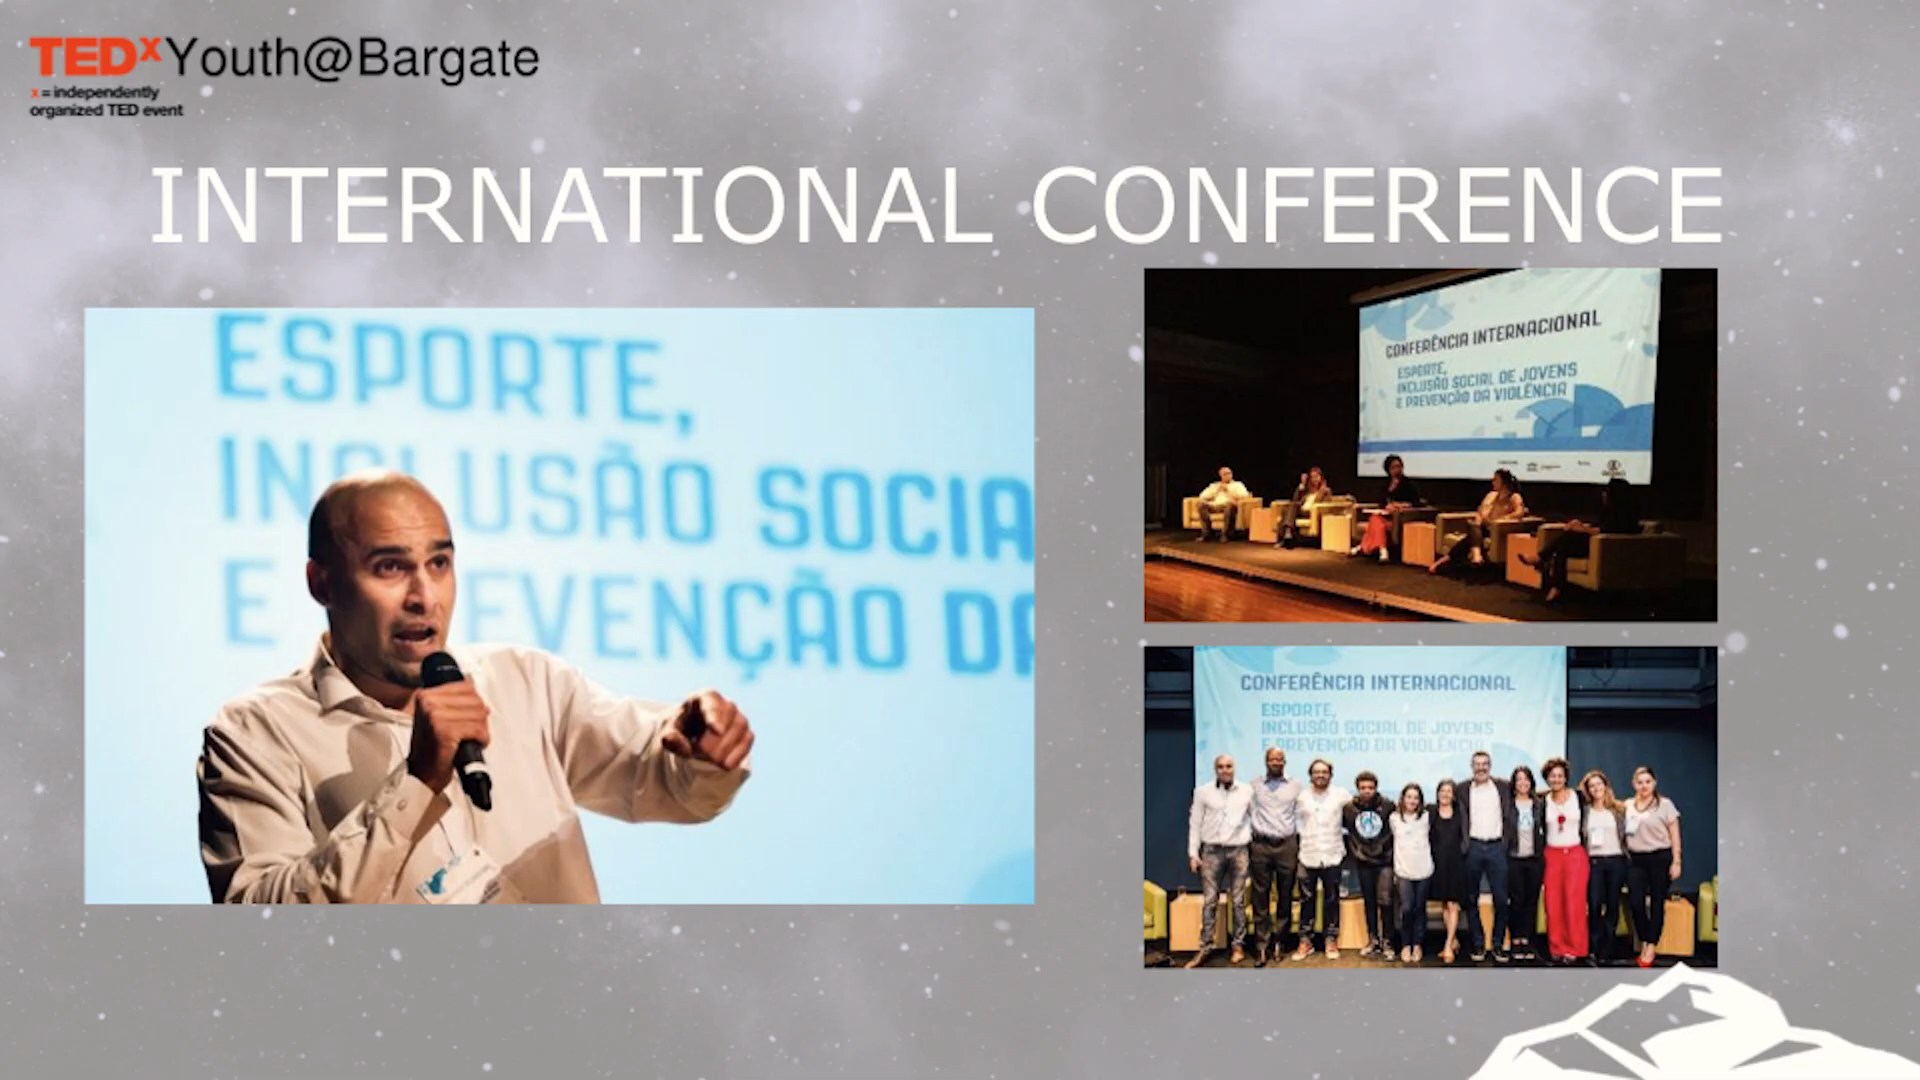 TEDxYouth@Bargate
x = independently
organized TED event
INTERNATIONAL CONFERENCE
ESPORTE,
INCLUSÃO SOCIA
E PREVENÇÃO DA
CONFERÊNCIA INTERNACIONAL
ESPORTE,
INCLUSÃO SOCIAL DE JOVENS
E PREVENÇÃO DA VIOLÊNCIA
CONFERÊNCIA INTERNACIONAL
ESPORTE,
INCLUSÃO SOCIAL DE JOVENS
E PREVENÇÃO DA VIOLÊNCIA